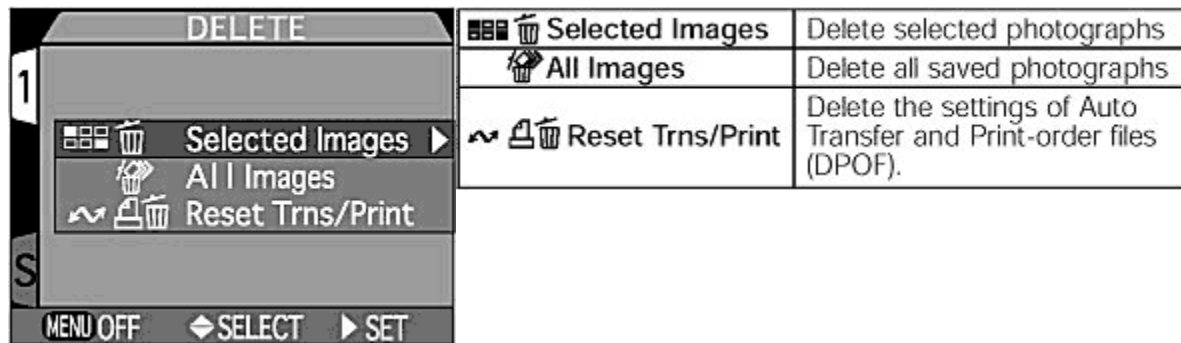 DELETE
1
Selected Images
All Images
Reset Trns/Print
S
MENU OFF SELECT SET
Selected Images Delete selected photographs
All Images Delete all saved photographs
Reset Trns/Print Delete the settings of Auto
Transfer and Print-order files
(DPOF).